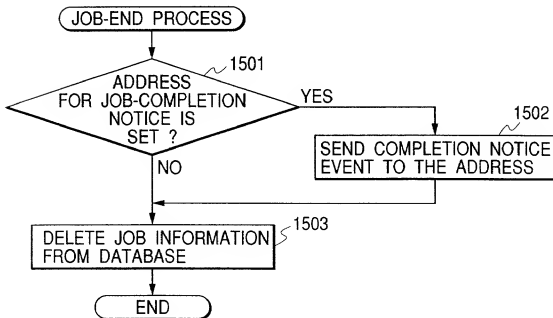 JOB-END PROCESS
1501
ADDRESS
FOR JOB-COMPLETION
NOTICE IS
SET ?
YES
1502
SEND COMPLETION NOTICE
EVENT TO THE ADDRESS
NO
1503
DELETE JOB INFORMATION
FROM DATABASE
END